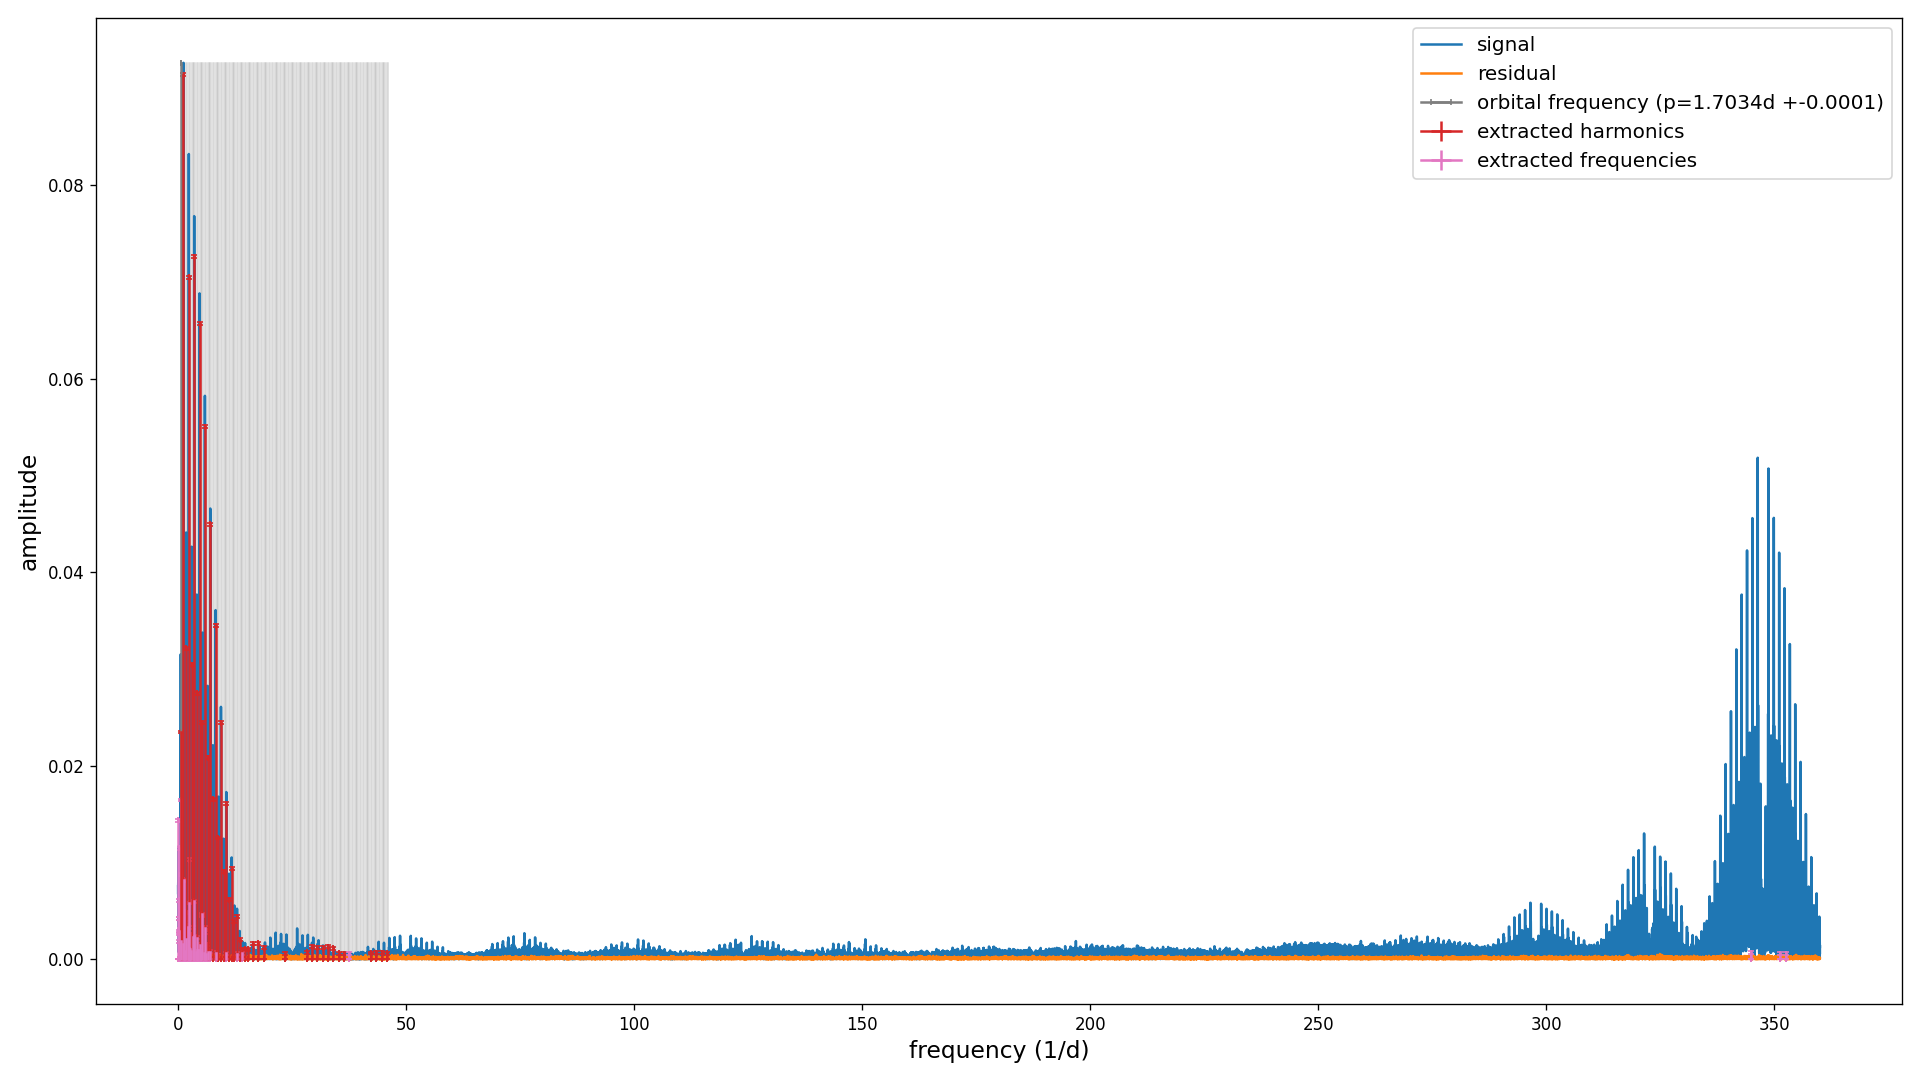 signal
residual
orbital frequency (p=1.7034d +-0.0001)
extracted harmonics
extracted frequencies
amplitude
0.08
0.06
0.04
0.02
0.00
0 50 100 150 200 250 300 350
frequency (1/d)